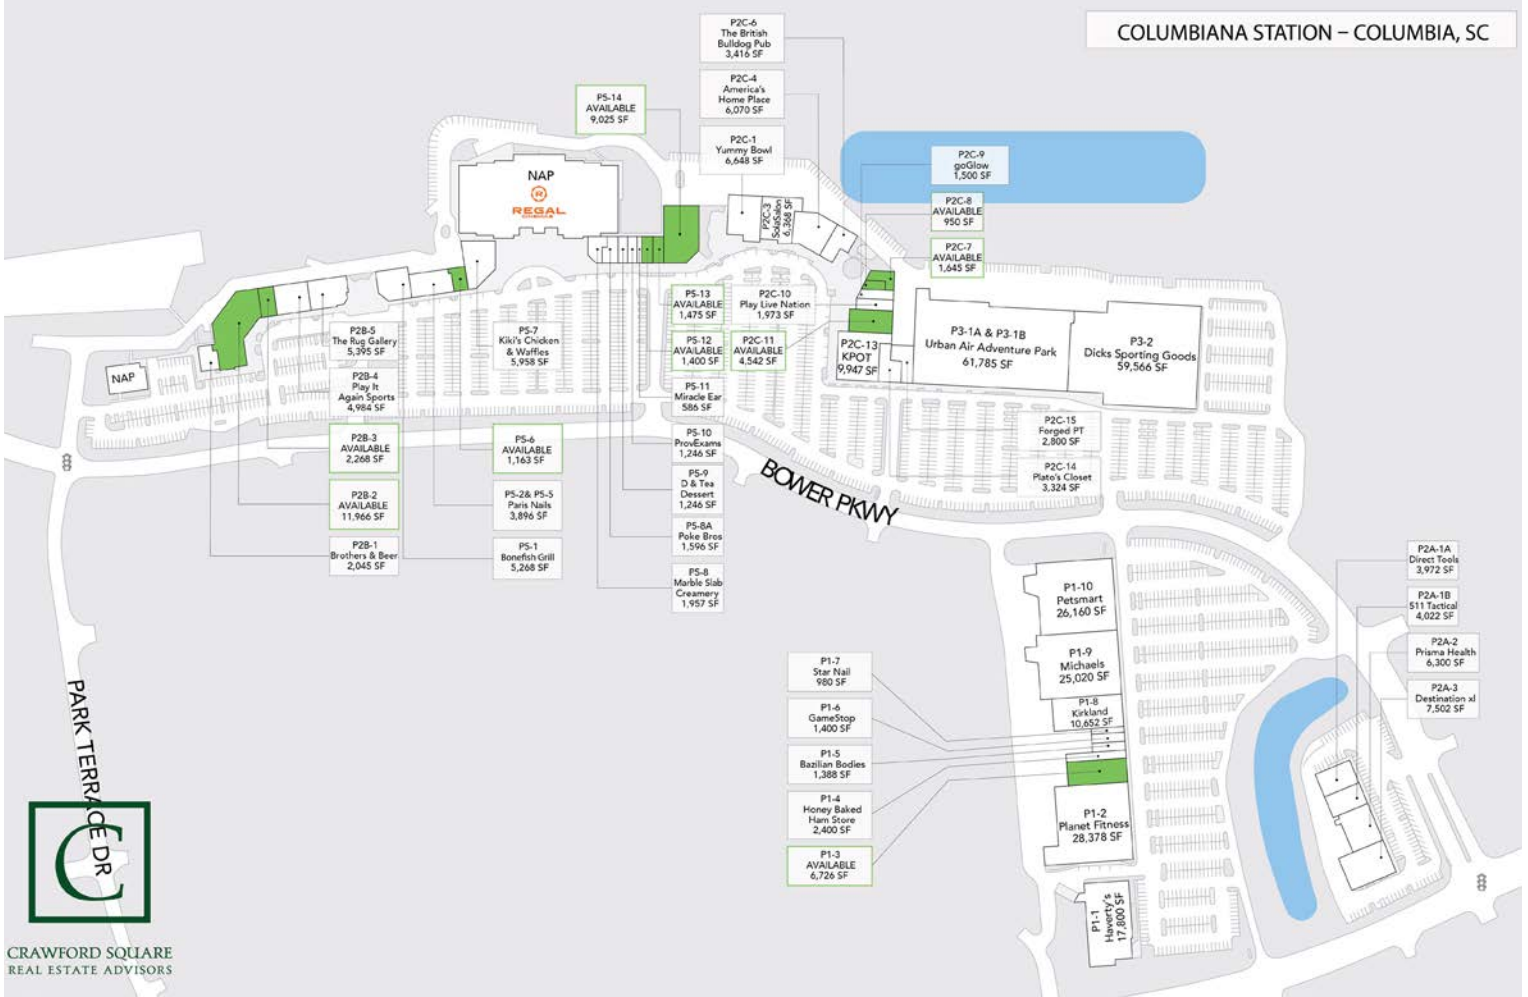 COLUMBIANA STATION – COLUMBIA, SC
P2C-6
The British
Bulldog Pub
3,416 SF
P2C-4
America's
Home Place
6,070 SF
P2C-1
Yummy Bowl
6,648 SF
P5-14
AVAILABLE
9,025 SF
P2C-9
goGlow
1,500 SF
P2C-8
AVAILABLE
950 SF
P2C-7
AVAILABLE
1,645 SF
NAP
R
REGAL
CINEMAS
P2C-3
SolaSalon
6,368 SF
P5-13
AVAILABLE
1,475 SF
P2C-10
Play Live Nation
1,973 SF
P5-12
AVAILABLE
1,400 SF
P2C-11
AVAILABLE
4,542 SF
P2C-13
KPOT
9,947 SF
P3-1A & P3-1B
Urban Air Adventure Park
61,785 SF
P3-2
Dicks Sporting Goods
59,566 SF
P2B-5
The Rug Gallery
5,395 SF
P5-7
Kiki's Chicken
& Waffles
5,958 SF
NAP
P2B-4
Play It
Again Sports
4,984 SF
P5-11
Miracle Ear
586 SF
P2B-3
AVAILABLE
2,268 SF
P5-6
AVAILABLE
1,163 SF
P5-10
ProvExams
1,246 SF
P2C-15
Forged PT
2,800 SF
P2C-14
Plato's Closet
3,324 SF
P5-9
D & Tea
Dessert
1,246 SF
P2B-2
AVAILABLE
11,966 SF
P5-2& P5-5
Paris Nails
3,896 SF
BOWER PKWY
P5-8A
Poke Bros
1,596 SF
P2B-1
Brothers & Beer
2,045 SF
P5-1
Bonefish Grill
5,268 SF
P5-8
Marble Slab
Creamery
1,957 SF
P2A-1A
Direct Tools
3,972 SF
P2A-1B
511 Tactical
4,022 SF
P2A-2
Prisma Health
6,300 SF
P2A-3
Destination xl
7,502 SF
P1-10
Petsmart
26,160 SF
P1-9
Michaels
25,020 SF
P1-8
Kirkland
10,652 SF
P1-7
Star Nail
980 SF
P1-6
GameStop
1,400 SF
P1-5
Bazilian Bodies
1,388 SF
P1-4
Honey Baked
Ham Store
2,400 SF
P1-3
AVAILABLE
6,726 SF
P1-2
Planet Fitness
28,378 SF
P1-1
Haverty's
17,800 SF
PARK TERRACE DR
C
CRAWFORD SQUARE
REAL ESTATE ADVISORS